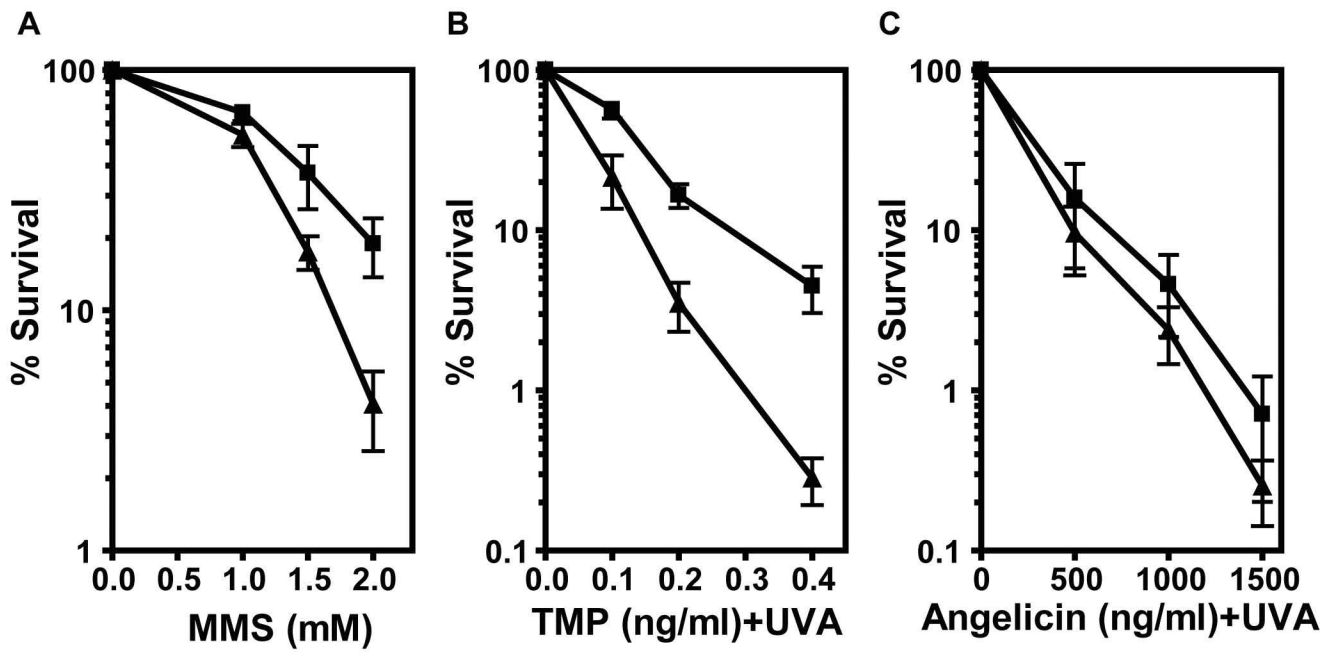 A
B
C
% Survival
100
10
1
0.0 0.5 1.0 1.5 2.0
MMS (mM)
% Survival
100
10
1
0.1
0.0 0.1 0.2 0.3 0.4
TMP (ng/ml)+UVA
% Survival
100
10
1
0.1
0 500 1000 1500
Angelicin (ng/ml)+UVA